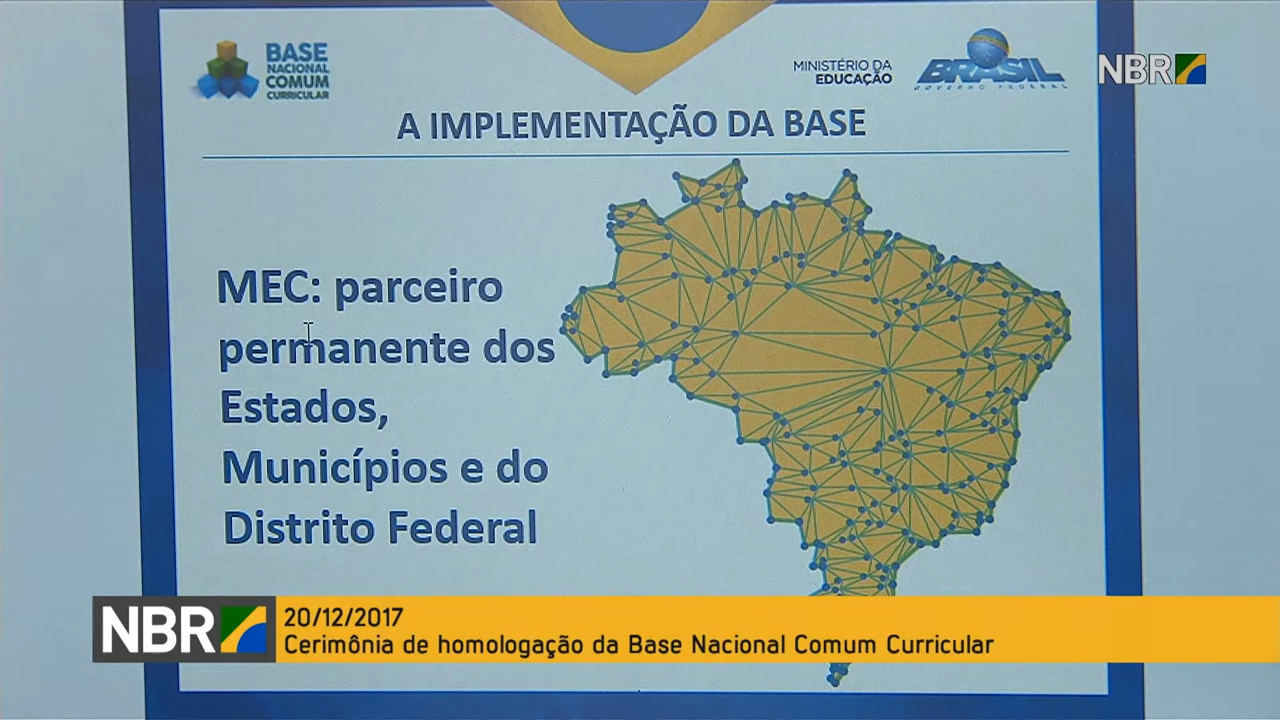 BASE
NACIONAL
COMUM
CURRICULAR
MINISTÉRIO DA
EDUCAÇÃO
BRASIL
GOVERNO FEDERAL
NBR
A IMPLEMENTAÇÃO DA BASE
MEC: parceiro
permanente dos
Estados,
Municípios e do
Distrito Federal
NBR
20/12/2017
Cerimônia de homologação da Base Nacional Comum Curricular